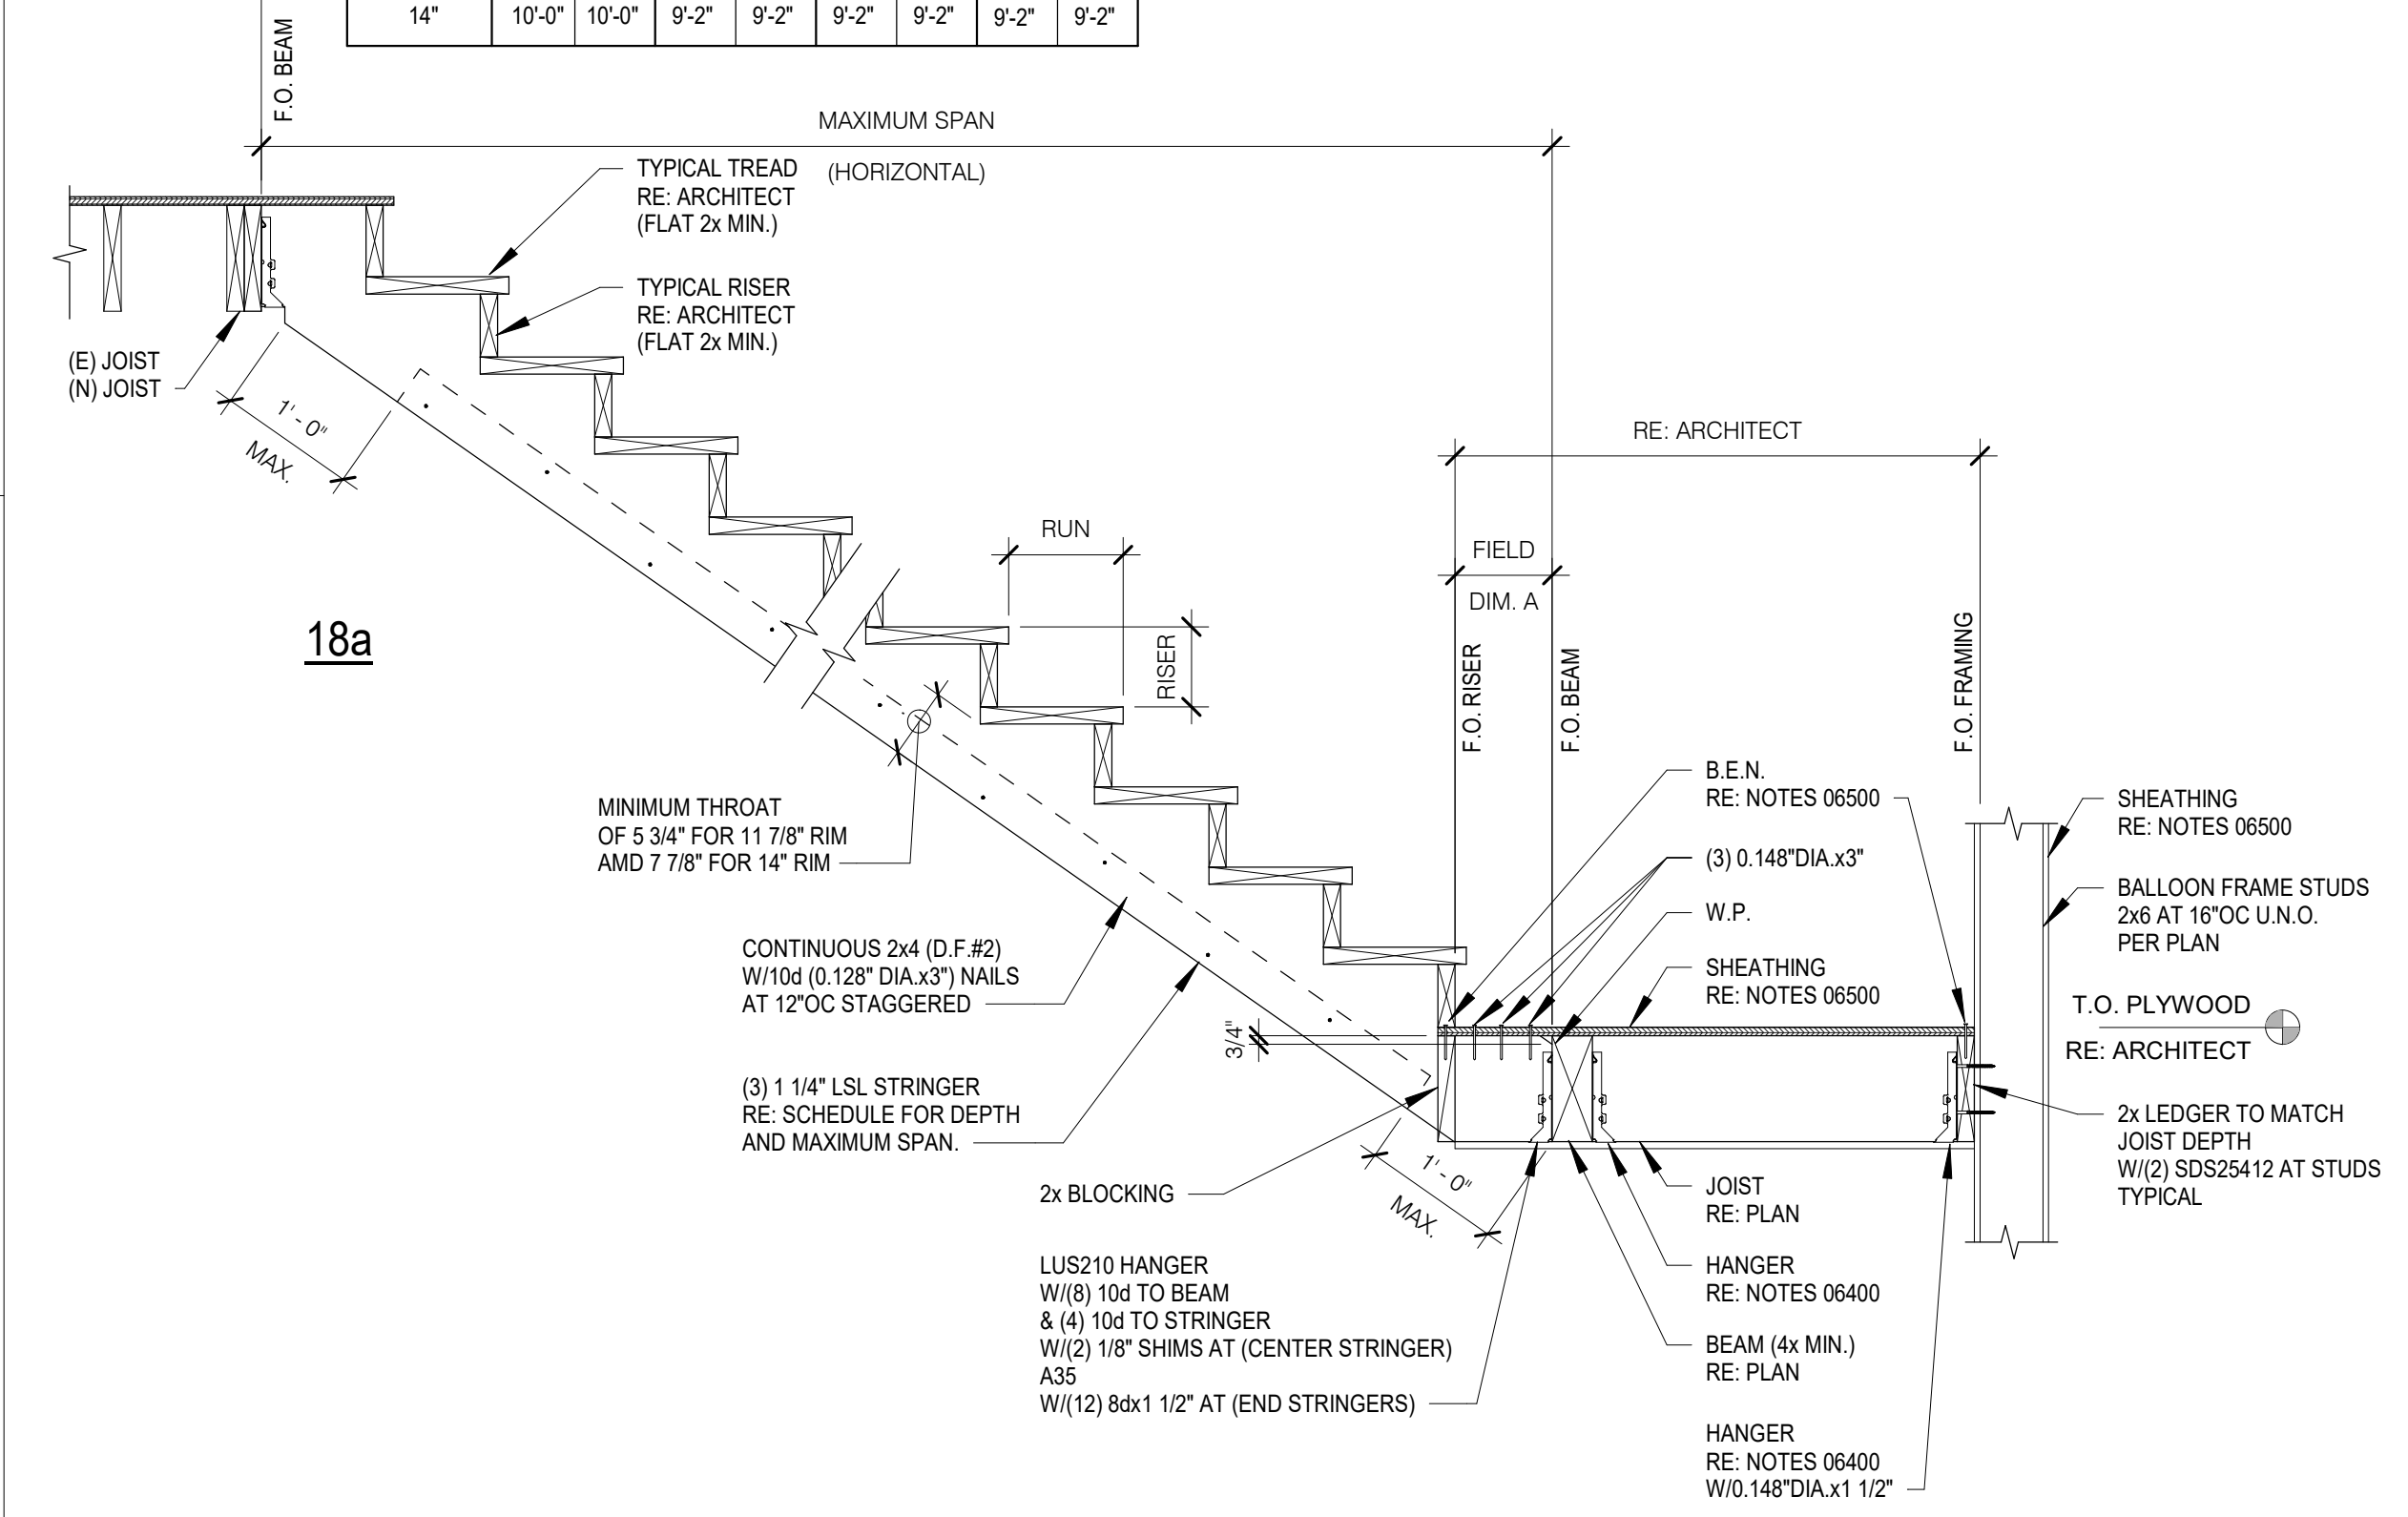 14" 10'-0" 10'-0" 9'-2" 9'-2" 9'-2" 9'-2" 9'-2" 9'-2"
F.O. BEAM
MAXIMUM SPAN
(HORIZONTAL)
TYPICAL TREAD
RE: ARCHITECT
(FLAT 2x MIN.)
TYPICAL RISER
RE: ARCHITECT
(FLAT 2x MIN.)
(E) JOIST
(N) JOIST
1'-0"
MAX.
RE: ARCHITECT
RUN
FIELD
DIM. A
RISER
F.O. RISER
F.O. BEAM
F.O. FRAMING
18a
MINIMUM THROAT
OF 5 3/4" FOR 11 7/8" RIM
AMD 7 7/8" FOR 14" RIM
B.E.N.
RE: NOTES 06500
(3) 0.148"DIA.x3"
W.P.
SHEATHING
RE: NOTES 06500
SHEATHING
RE: NOTES 06500
BALLOON FRAME STUDS
2x6 AT 16"OC U.N.O.
PER PLAN
T.O. PLYWOOD
RE: ARCHITECT
CONTINUOUS 2x4 (D.F.#2)
W/10d (0.128" DIA.x3") NAILS
AT 12"OC STAGGERED
3/4"
(3) 1 1/4" LSL STRINGER
RE: SCHEDULE FOR DEPTH
AND MAXIMUM SPAN.
2x LEDGER TO MATCH
JOIST DEPTH
W/(2) SDS25412 AT STUDS
TYPICAL
2x BLOCKING
1'-0"
MAX.
JOIST
RE: PLAN
LUS210 HANGER
W/(8) 10d TO BEAM
& (4) 10d TO STRINGER
W/(2) 1/8" SHIMS AT (CENTER STRINGER)
A35
W/(12) 8dx1 1/2" AT (END STRINGERS)
HANGER
RE: NOTES 06400
BEAM (4x MIN.)
RE: PLAN
HANGER
RE: NOTES 06400
W/0.148"DIA.x1 1/2"